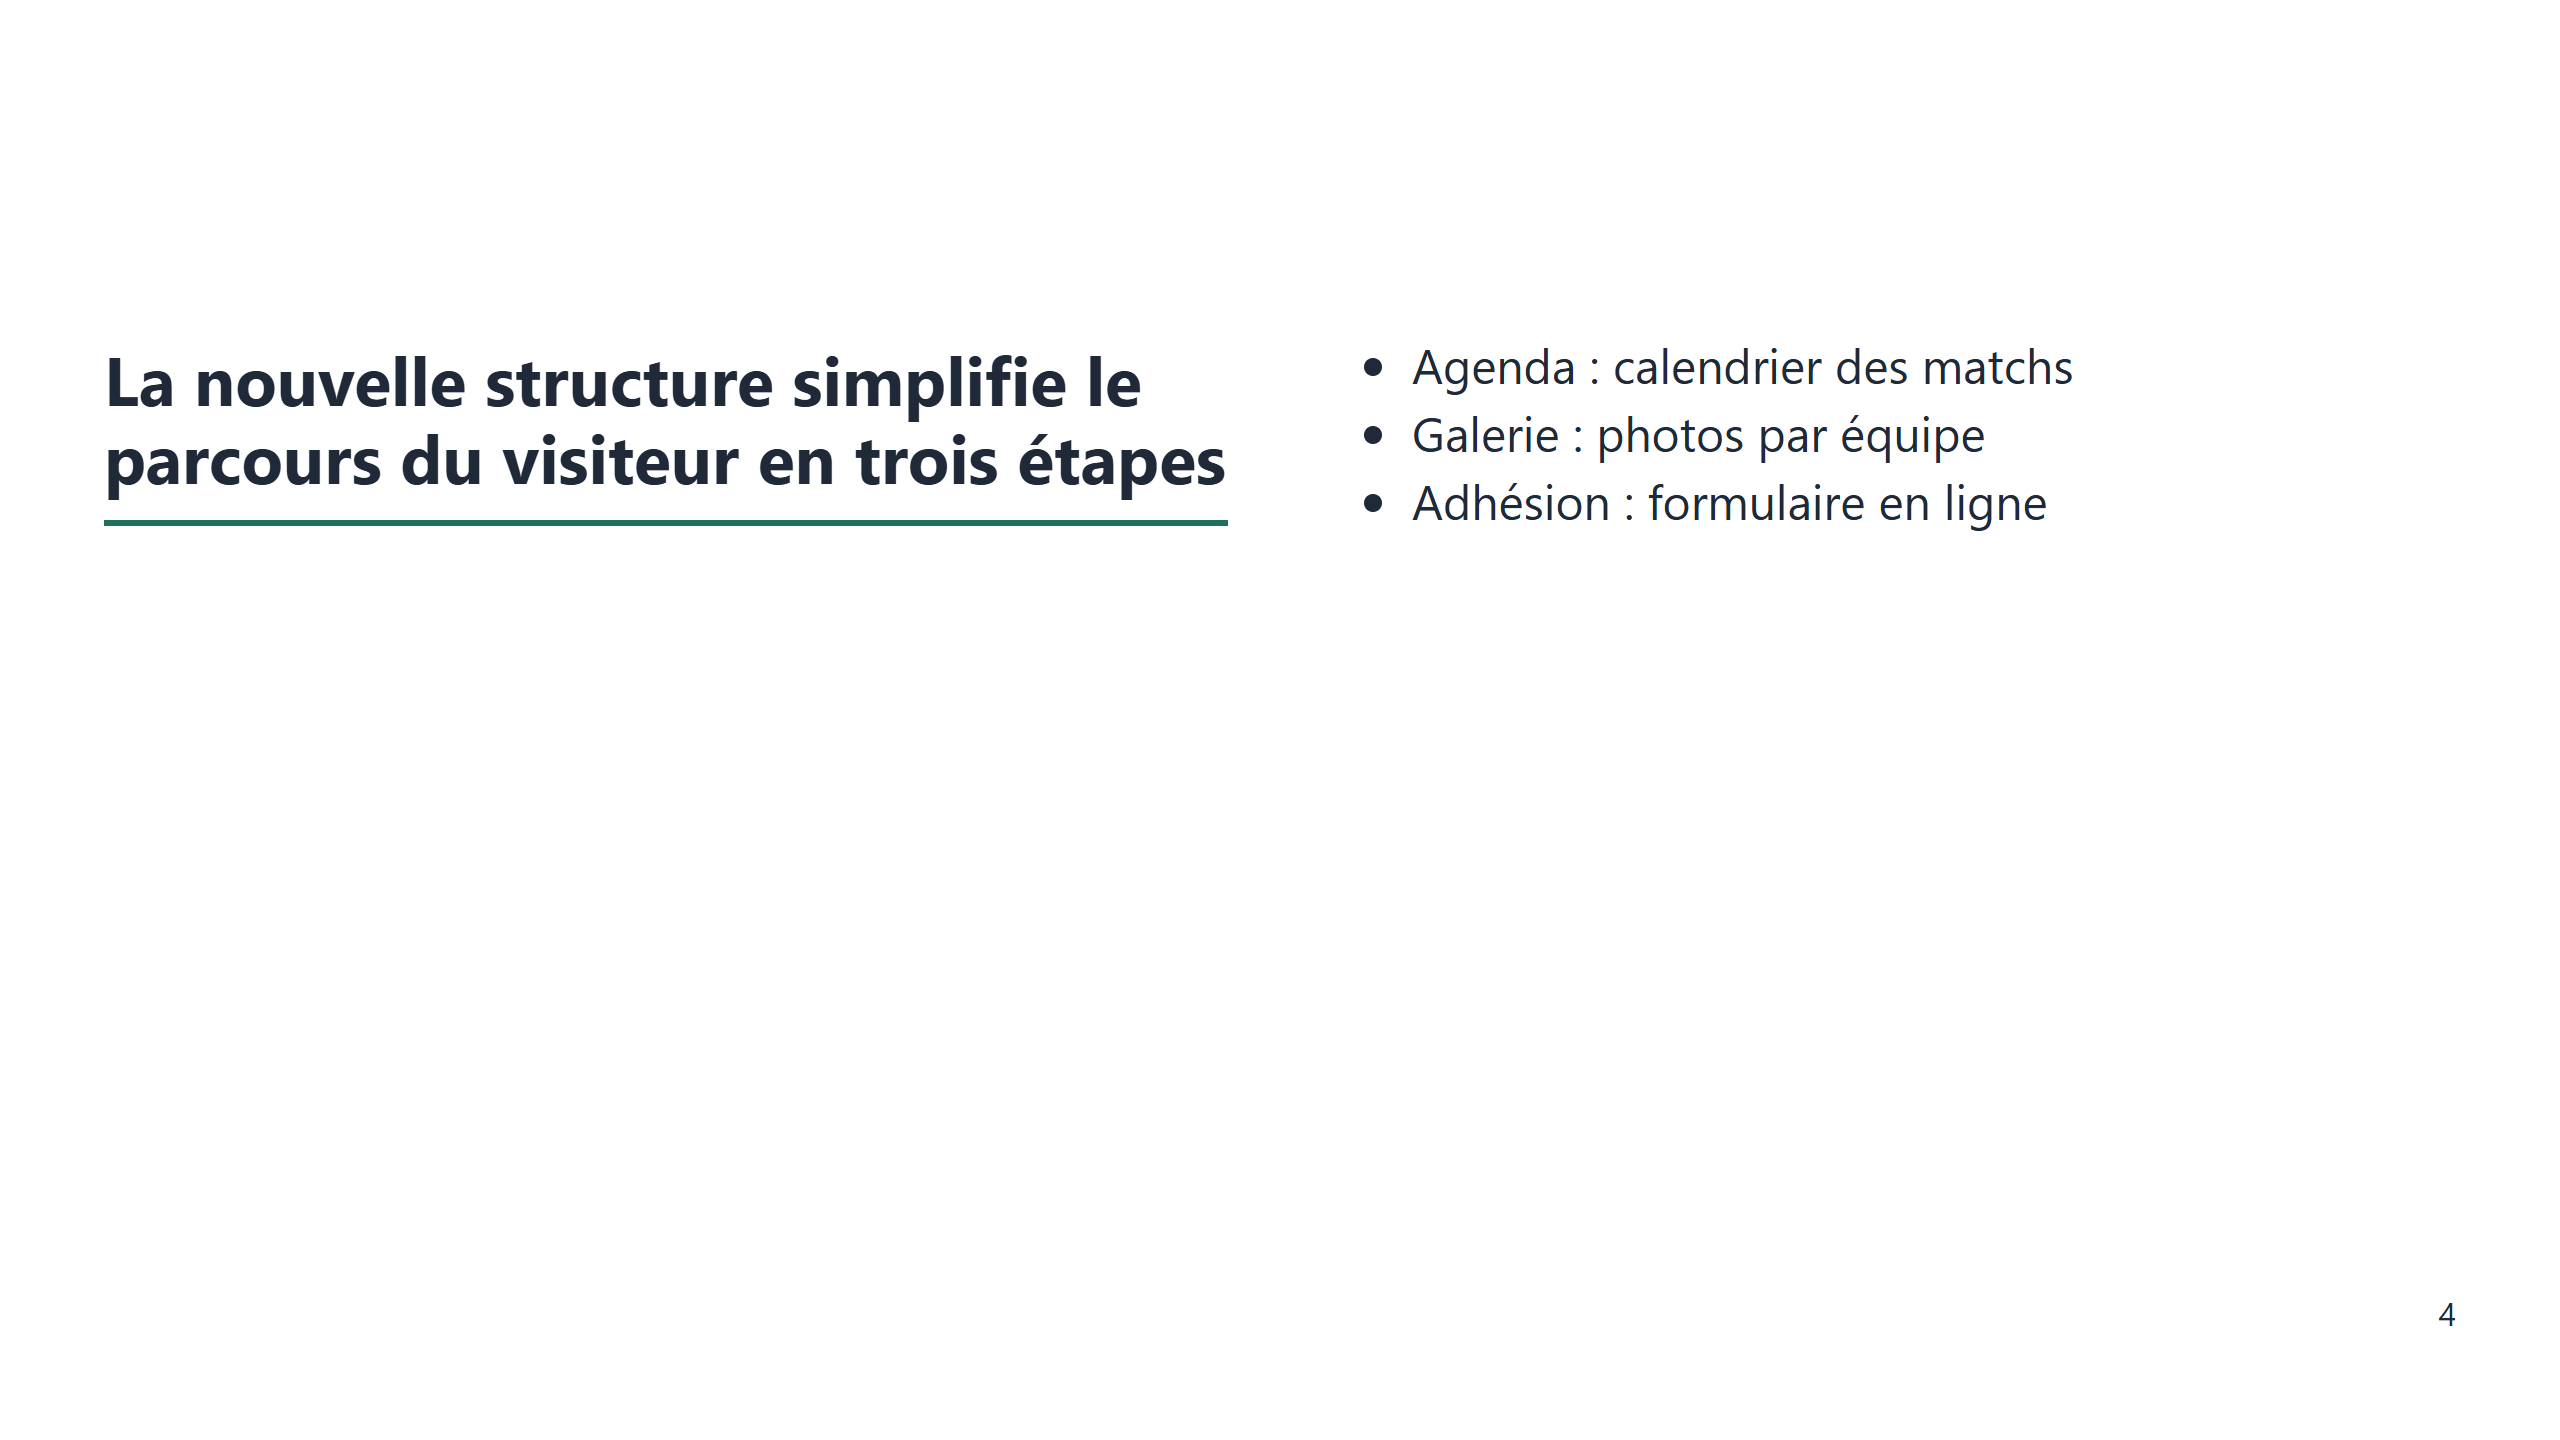 La nouvelle structure simplifie le
parcours du visiteur en trois étapes
• Agenda : calendrier des matchs
• Galerie : photos par équipe
• Adhésion : formulaire en ligne
4